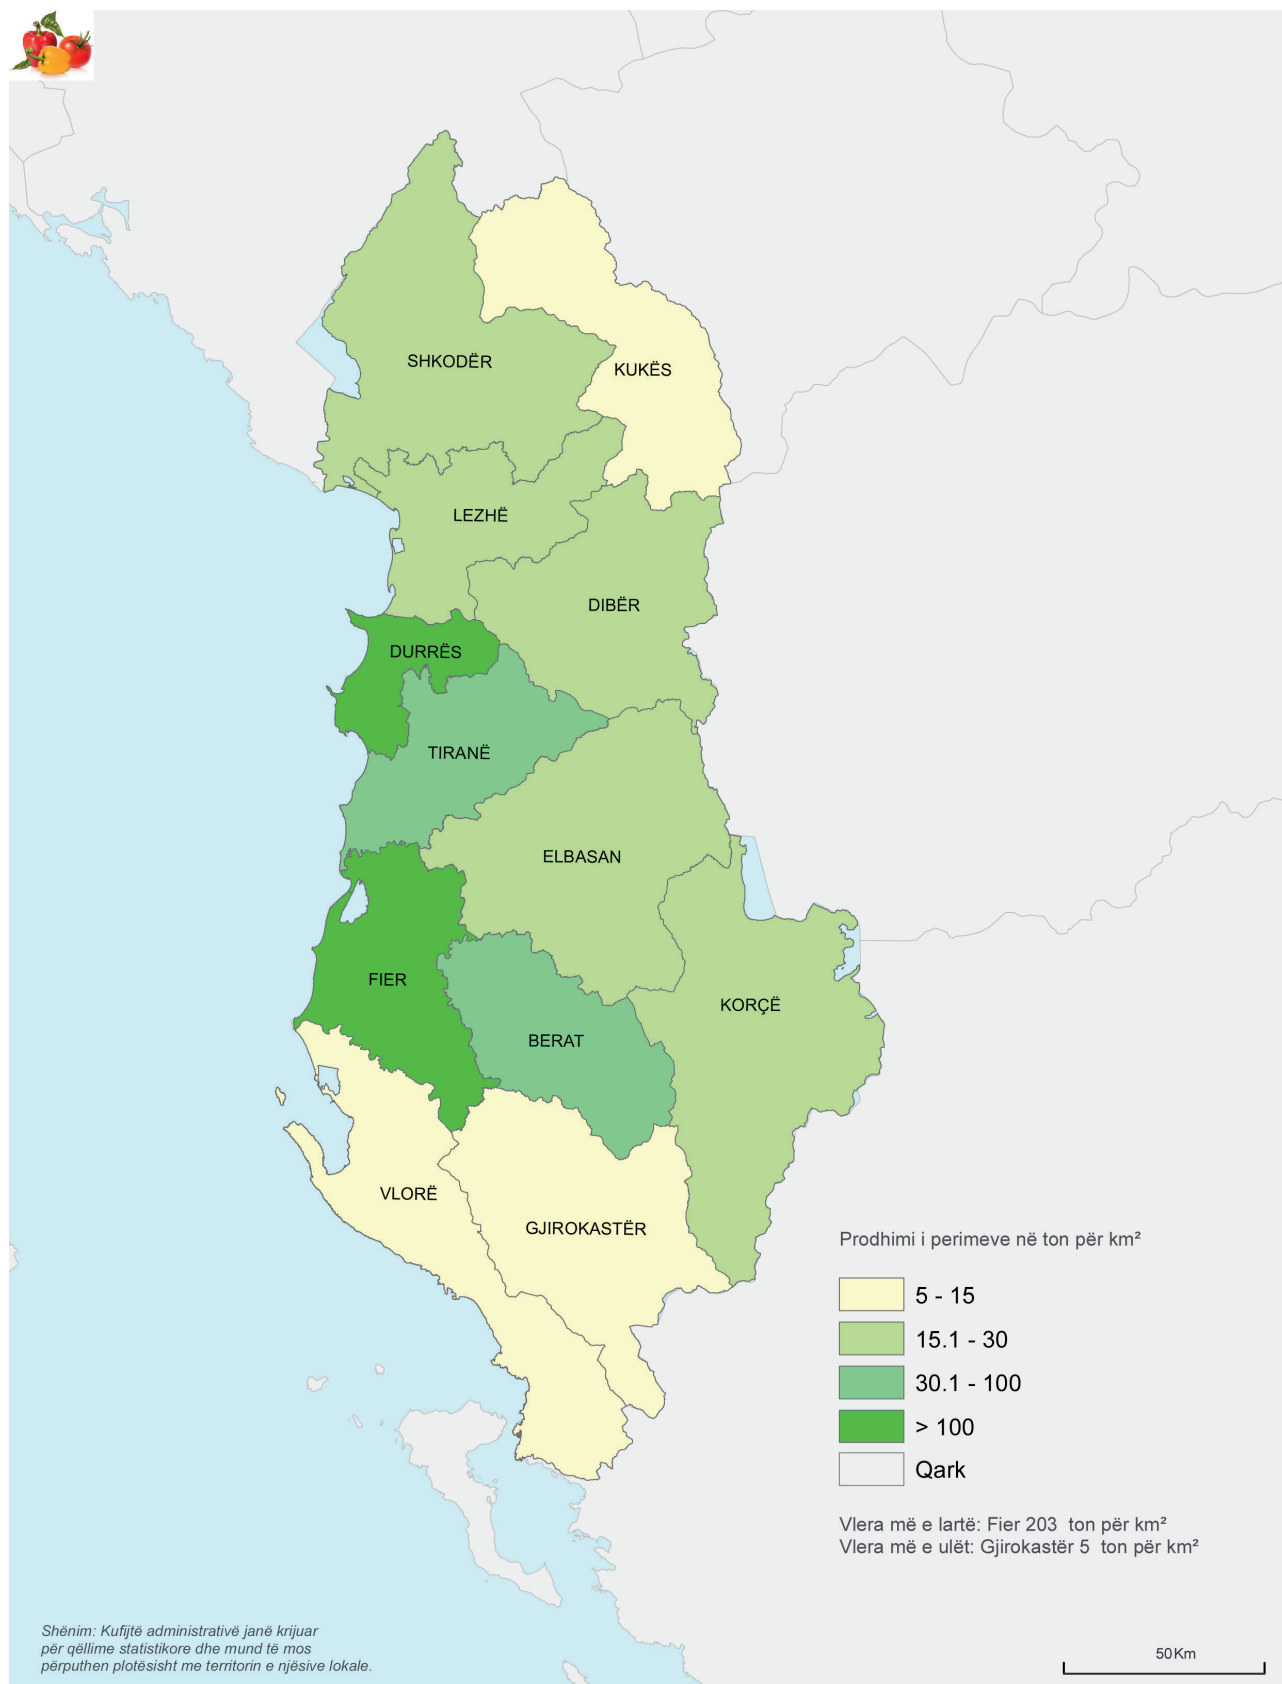 SHKODËR
KUKËS
LEZHË
DIBËR
DURRËS
TIRANË
ELBASAN
FIER
KORÇË
BERAT
VLORË
GJIROKASTËR
Prodhimi i perimeve në ton për km²
5 - 15
15.1 - 30
30.1 - 100
> 100
Qark
Vlera më e lartë: Fier 203 ton për km²
Vlera më e ulët: Gjirokastër 5 ton për km²
Shënim: Kufijtë administrativë janë krijuar
për qëllime statistikore dhe mund të mos
përputhen plotësisht me territorin e njësive lokale.
50Km